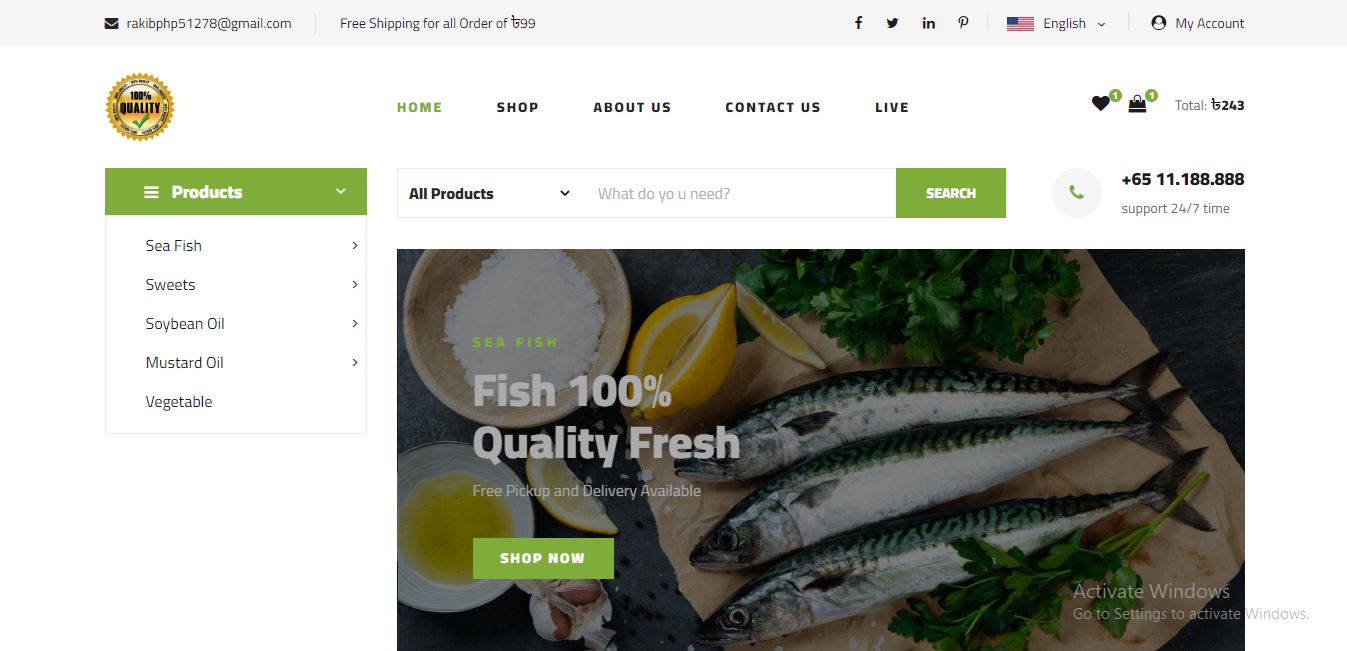 rakibphp51278@gmail.com
Free Shipping for all Order of ৳99
English
My Account
100%
QUALITY
HOME
SHOP
ABOUT US
CONTACT US
LIVE
1
1
Total: ৳243
Products
All Products
What do yo u need?
SEARCH
+65 11.188.888
support 24/7 time
Sea Fish
Sweets
Soybean Oil
Mustard Oil
Vegetable
SEA FISH
Fish 100%
Quality Fresh
Free Pickup and Delivery Available
SHOP NOW
Activate Windows
Go to Settings to activate Windows.